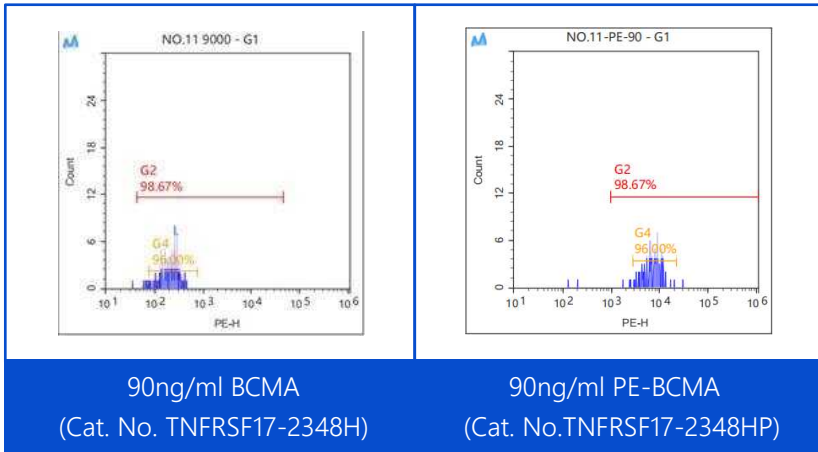 NO.11 9000 - G1
24
18
12
6
0
Count
G2
98.67%
G4
96.00%
10 1
10 2
10 3
10 4
10 5
10 6
PE-H
NO.11-PE-90 - G1
24
18
12
6
0
Count
G2
98.67%
G4
96.00%
10 1
10 2
10 3
10 4
10 5
10 6
PE-H
90ng/ml BCMA
(Cat. No. TNFRSF17-2348H)
90ng/ml PE-BCMA
(Cat. No.TNFRSF17-2348HP)